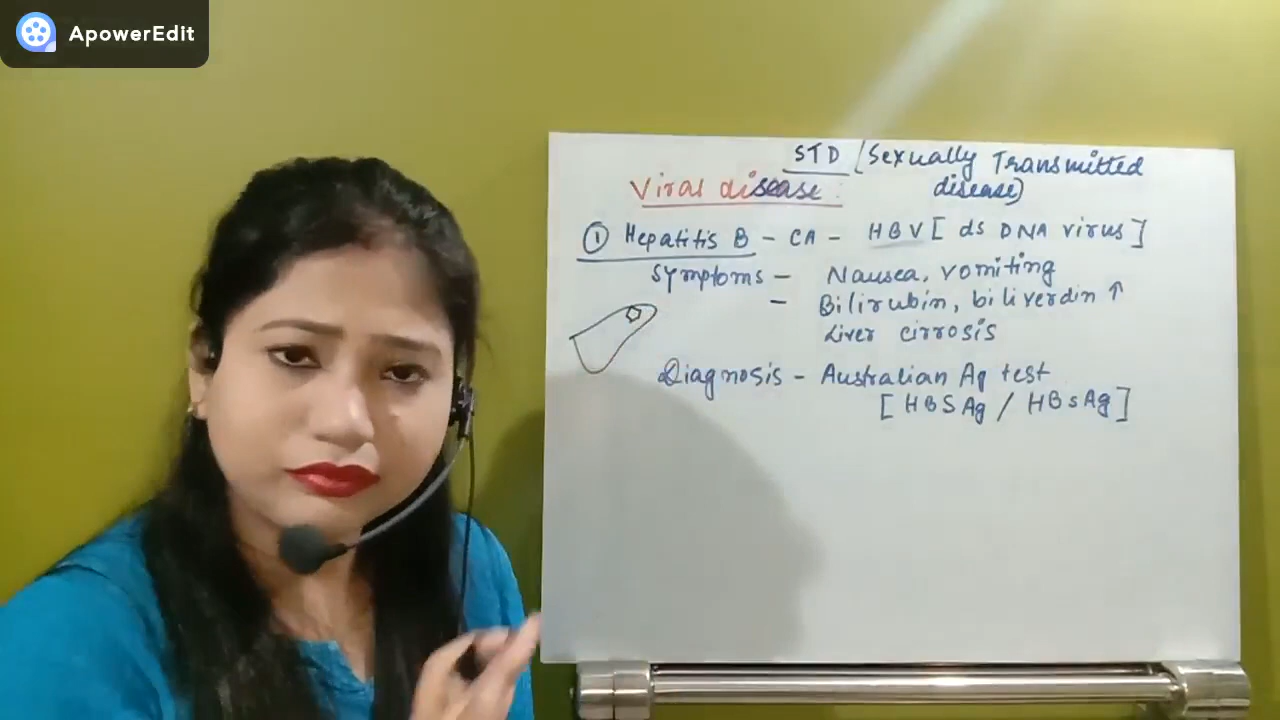 ApowerEdit
STD (Sexually Transmitted
disease)
Viral disease :
① Hepatitis B - CA - HBV [ ds DNA virus ]
Symptoms - Nausea, vomiting
- Bilirubin, biliverdin ↑
Liver cirrosis
Diagnosis - Australian Ag test
[ HBSAg / HBsAg ]